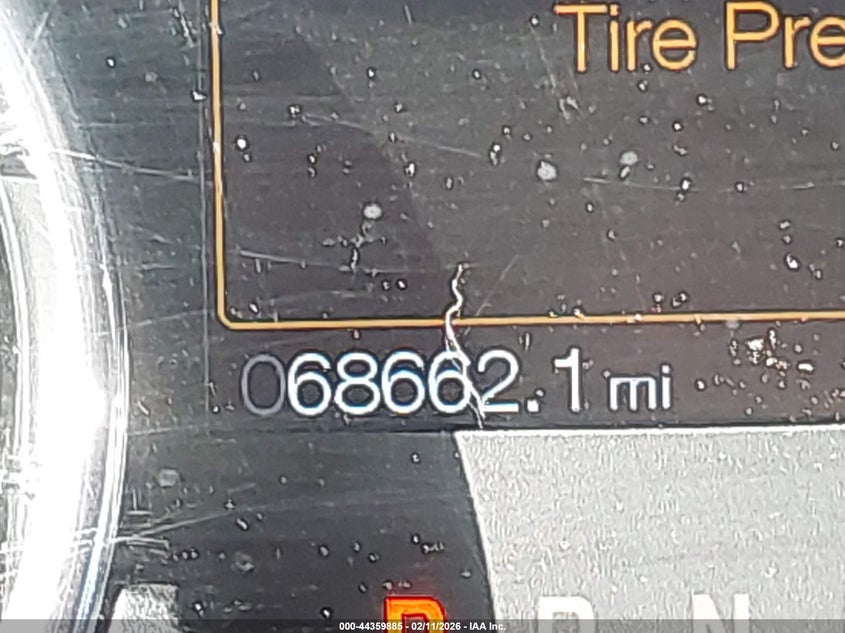 Tire Pre
068662.1 mi
P R N
000-44359885 - 02/11/2026 - IAA Inc.